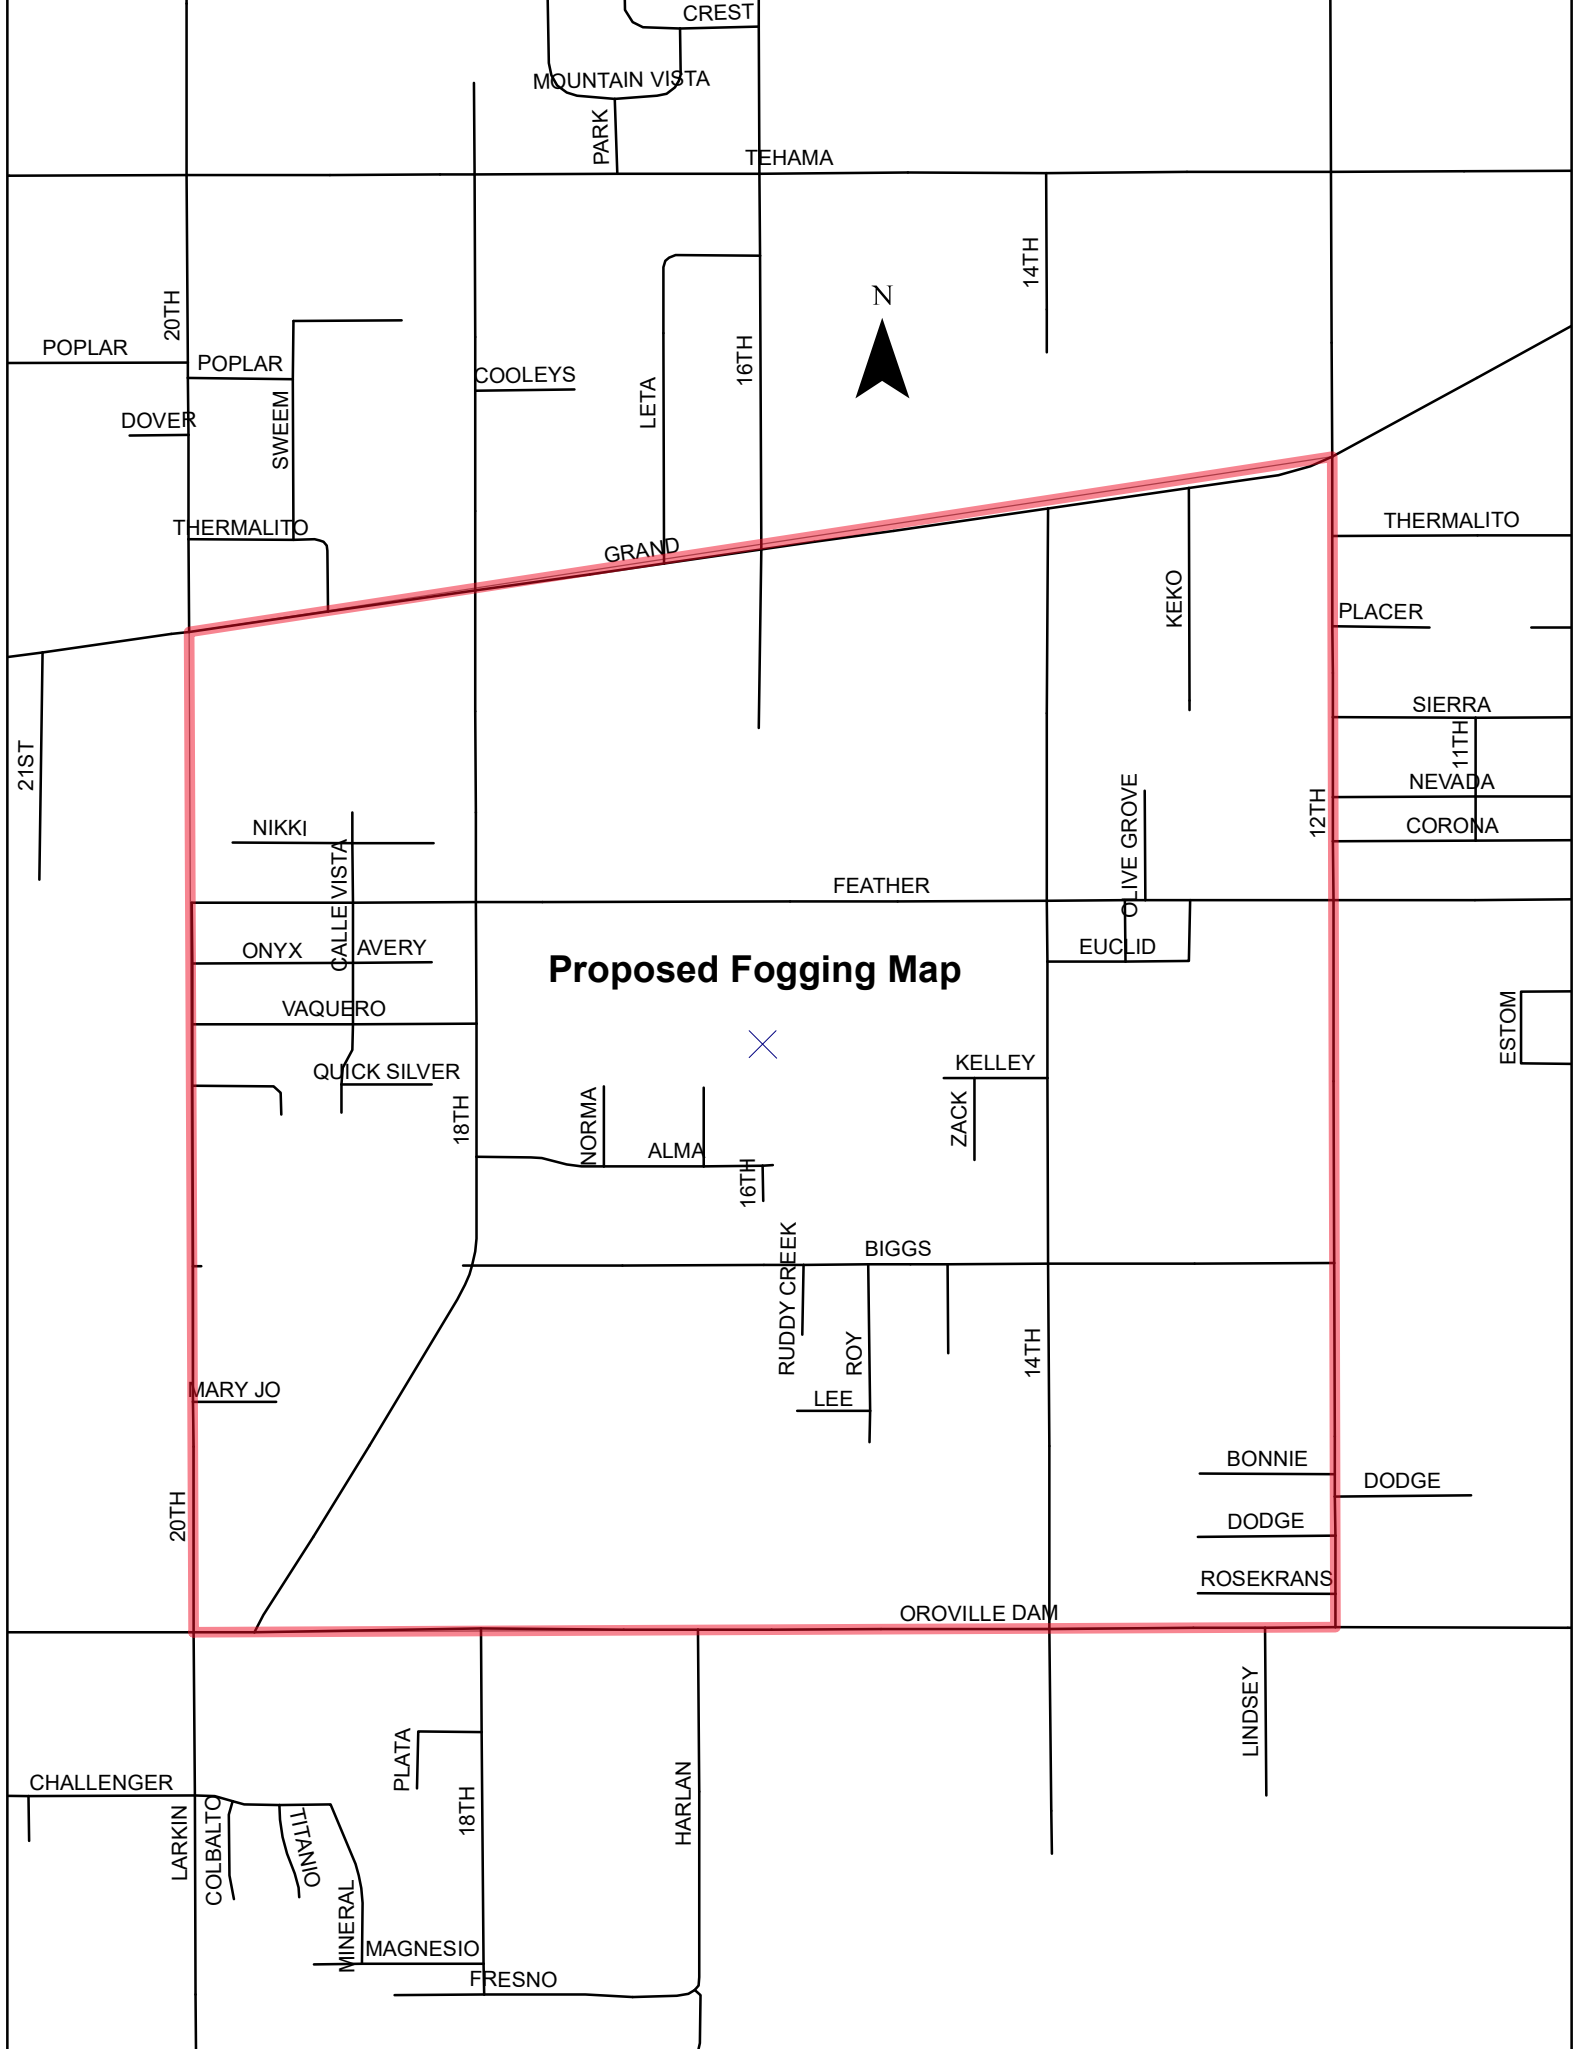 CREST
MOUNTAIN VISTA
PARK
TEHAMA
14TH
20TH
N
POPLAR
POPLAR
16TH
COOLEYS
LETA
DOVER
SWEEM
THERMALITO
THERMALITO
GRAND
KEKO
PLACER
SIERRA
11TH
21ST
NEVADA
12TH
CORONA
NIKKI
OLIVE GROVE
CALLE VISTA
FEATHER
ONYX
AVERY
EUCLID
Proposed Fogging Map
VAQUERO
ESTOM
QUICK SILVER
KELLEY
18TH
NORMA
ZACK
ALMA
16TH
BIGGS
RUDDY CREEK
ROY
14TH
MARY JO
LEE
BONNIE
DODGE
20TH
DODGE
ROSEKRANS
OROVILLE DAM
LINDSEY
PLATA
CHALLENGER
18TH
HARLAN
LARKIN
COLBALTO
TITANIO
MINERAL
MAGNESIO
FRESNO